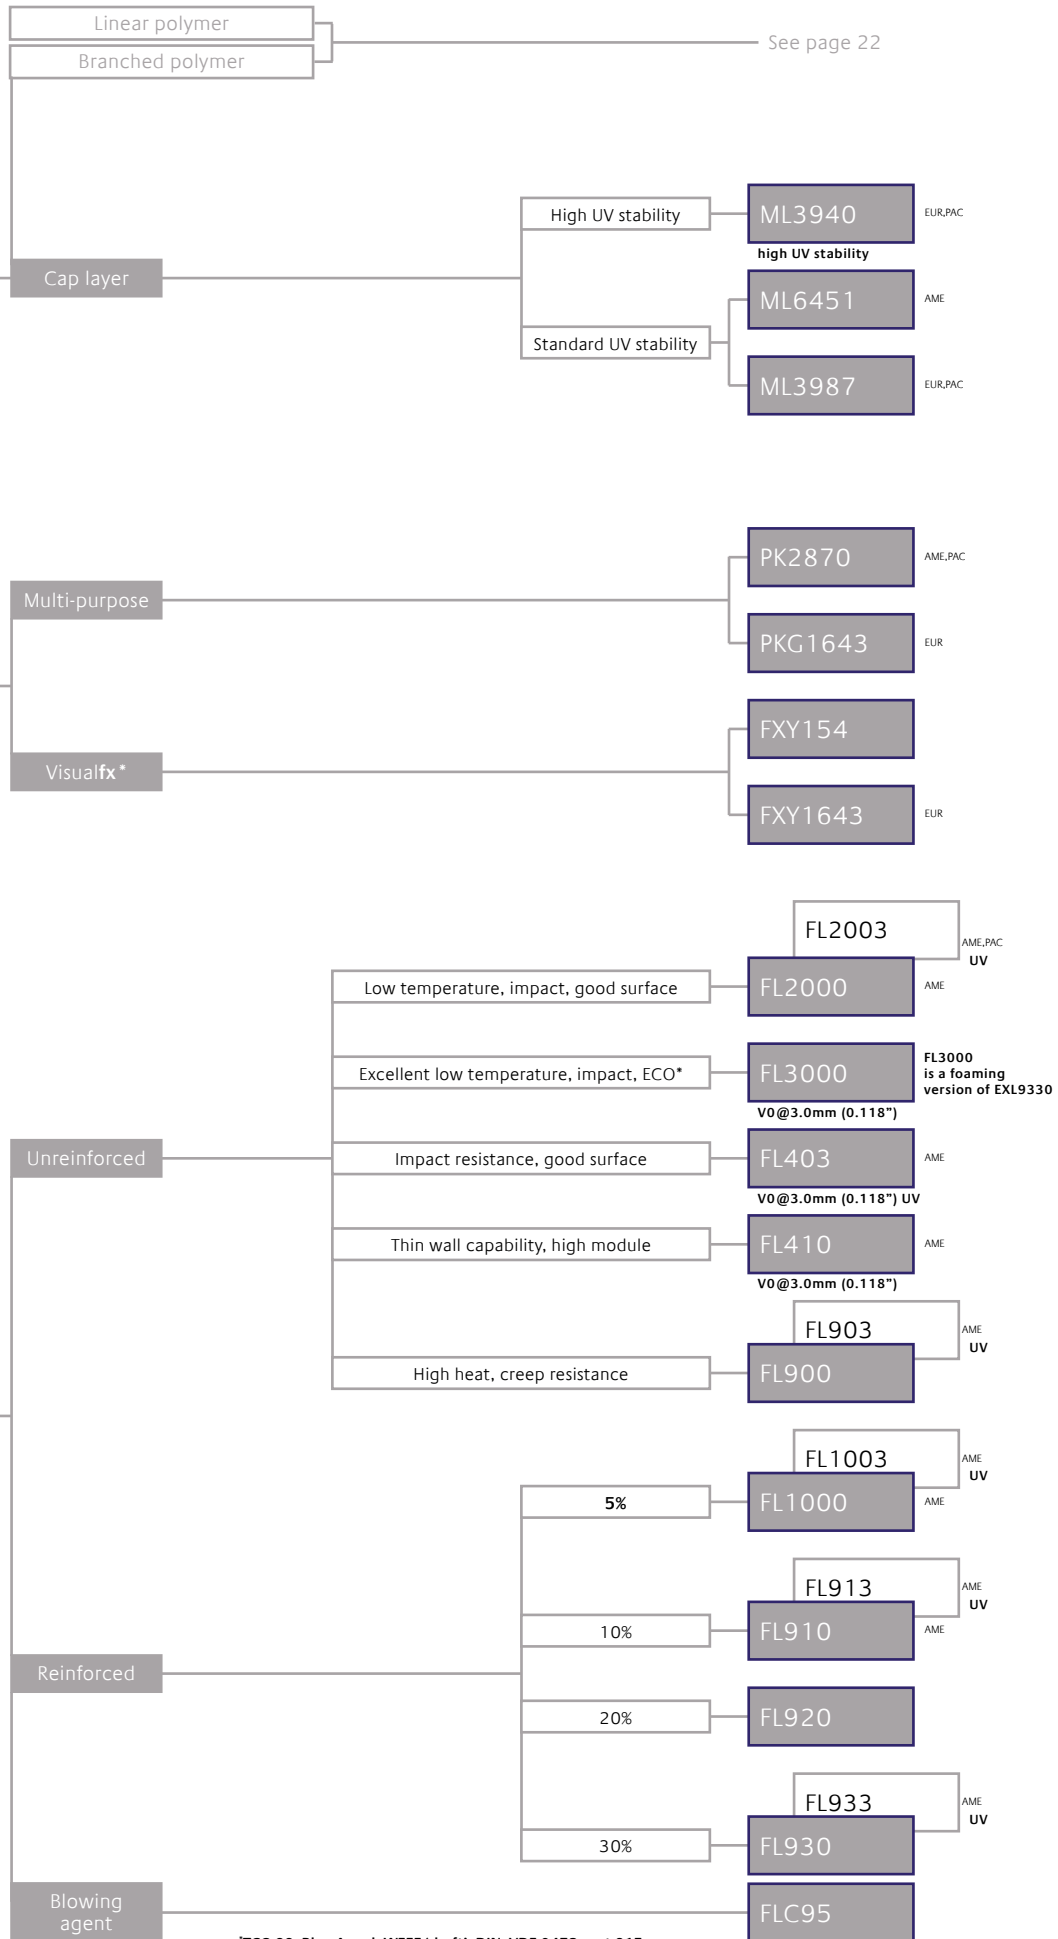 Linear polymer
Branched polymer
See page 22
High UV stability
ML3940
EUR,PAC
high UV stability
Cap layer
ML6451
AME
Standard UV stability
ML3987
EUR,PAC
PK2870
AME,PAC
Multi-purpose
PKG1643
EUR
FXY154
Visualfx*
FXY1643
EUR
FL2003
AME,PAC
UV
Low temperature, impact, good surface
FL2000
AME
Excellent low temperature, impact, ECO*
FL3000
FL3000
is a foaming
version of EXL9330
V0@3.0mm (0.118”)
Unreinforced
Impact resistance, good surface
FL403
AME
V0@3.0mm (0.118”) UV
Thin wall capability, high module
FL410
AME
V0@3.0mm (0.118”)
FL903
AME
UV
High heat, creep resistance
FL900
FL1003
AME
UV
5%
FL1000
AME
FL913
AME
UV
10%
FL910
AME
Reinforced
20%
FL920
FL933
AME
UV
30%
FL930
Blowing
agent
FLC95